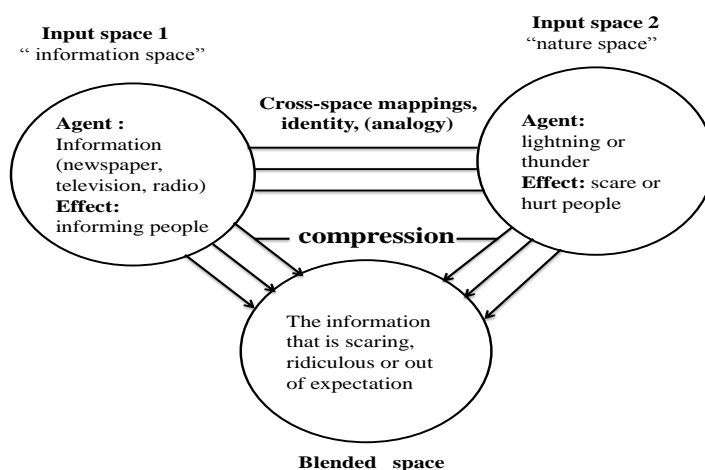 Input space 1
“ information space”
Input space 2
“nature space”
Cross-space mappings,
identity, (analogy)
Agent :
Information
(newspaper,
television, radio)
Effect:
informing people
Agent:
lightning or
thunder
Effect: scare or
hurt people
compression
The information
that is scaring,
ridiculous or out
of expectation
Blended space